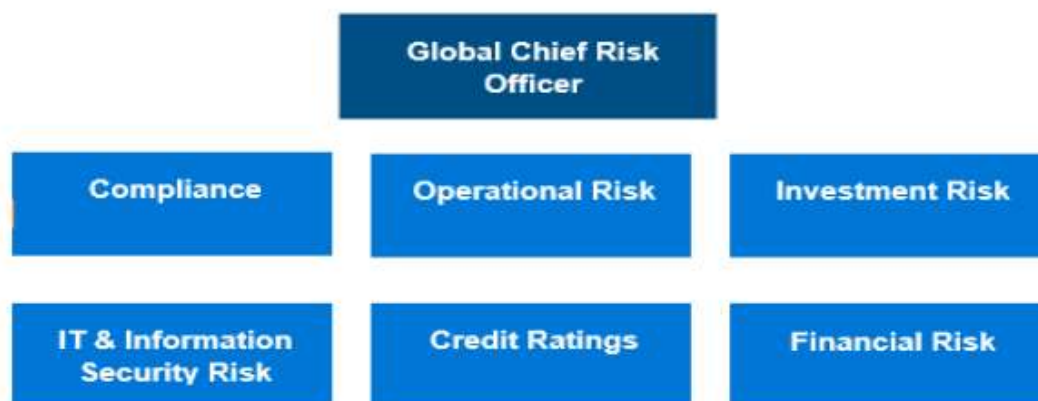 Global Chief Risk
Officer
Compliance
Operational Risk
Investment Risk
IT & Information
Security Risk
Credit Ratings
Financial Risk